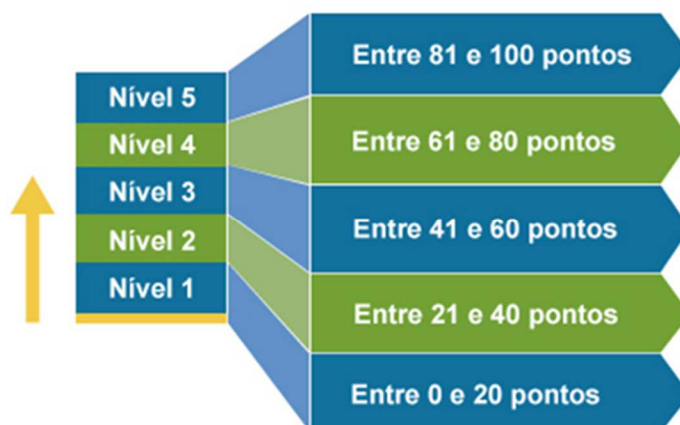 Nível 5
Nível 4
Nível 3
Nível 2
Nível 1
Entre 81 e 100 pontos
Entre 61 e 80 pontos
Entre 41 e 60 pontos
Entre 21 e 40 pontos
Entre 0 e 20 pontos